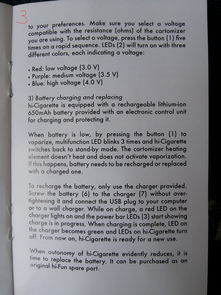 3
to your preferences. Make sure you select a voltage
compatible with the resistance (ohms) of the cartomizer
you are using. To select a voltage, press the button (1) five
times on a rapid sequence. LEDs (2) will turn on with three
different colors, each indicating a voltage:
• Red: low voltage (3.0 V)
• Purple: medium voltage (3.5 V)
• Blue: high voltage (4.0 V)
3) Battery charging and replacing
hi-Cigarette is equipped with a rechargeable lithium-ion
650mAh battery provided with an electronic control unit
for charging and protecting it.
When battery is low, by pressing the button (1) to
vaporize, multifunction LED blinks 3 times and hi-Cigarette
switches back to stand-by made. The cartomizer heating
element doesn't heat and does not activate vaporization.
If this happens, battery needs to be recharged or replaced
with a charged one.
To recharge the battery, only use the charger provided.
Screw the battery (6) to the charger (7) without over-
tightening it and connect the USB plug to your computer
or to a wall charger. While on charge, a red LED on the
charger lights on and the power bar LEDs (3) start showing
charge is in progress. When charging is complete, LED on
the charger becomes green and LEDs on hi-Cigarette turn
off. From now on, hi-Cigarette is ready for a new use.
When autonomy of hi-Cigarette evidently reduces, it is
time to replace the battery. It can be purchased as an
original hi-Fun spare part.